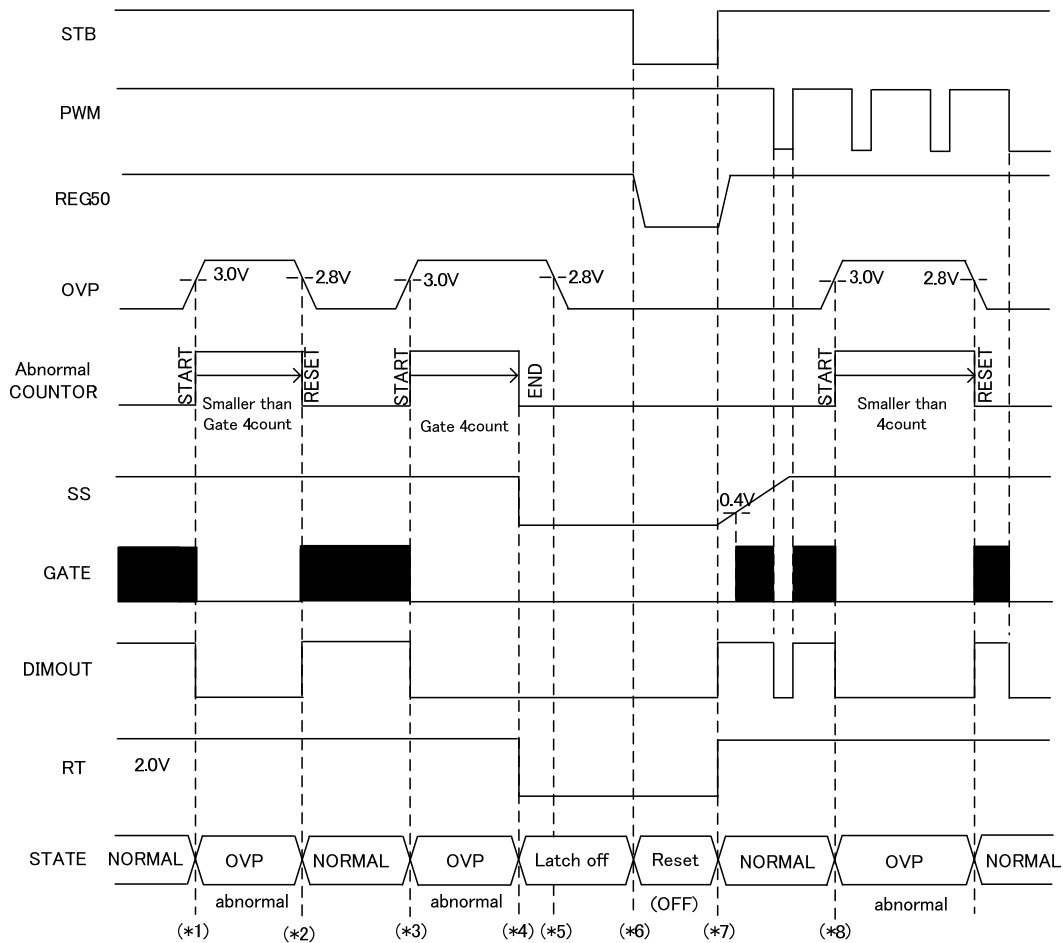 STB
PWM
REG50
OVP
3.0V
2.8V
3.0V
2.8V
3.0V
2.8V
Abnormal
COUNTOR
START
RESET
START
END
START
RESET
Smaller than
Gate 4count
Gate 4count
Smaller than
4count
SS
0.4V
GATE
DIMOUT
RT
2.0V
STATE
NORMAL
OVP
NORMAL
OVP
Latch off
Reset
NORMAL
OVP
NORMAL
abnormal
abnormal
(OFF)
abnormal
(*1)
(*2)
(*3)
(*4)
(*5)
(*6)
(*7)
(*8)